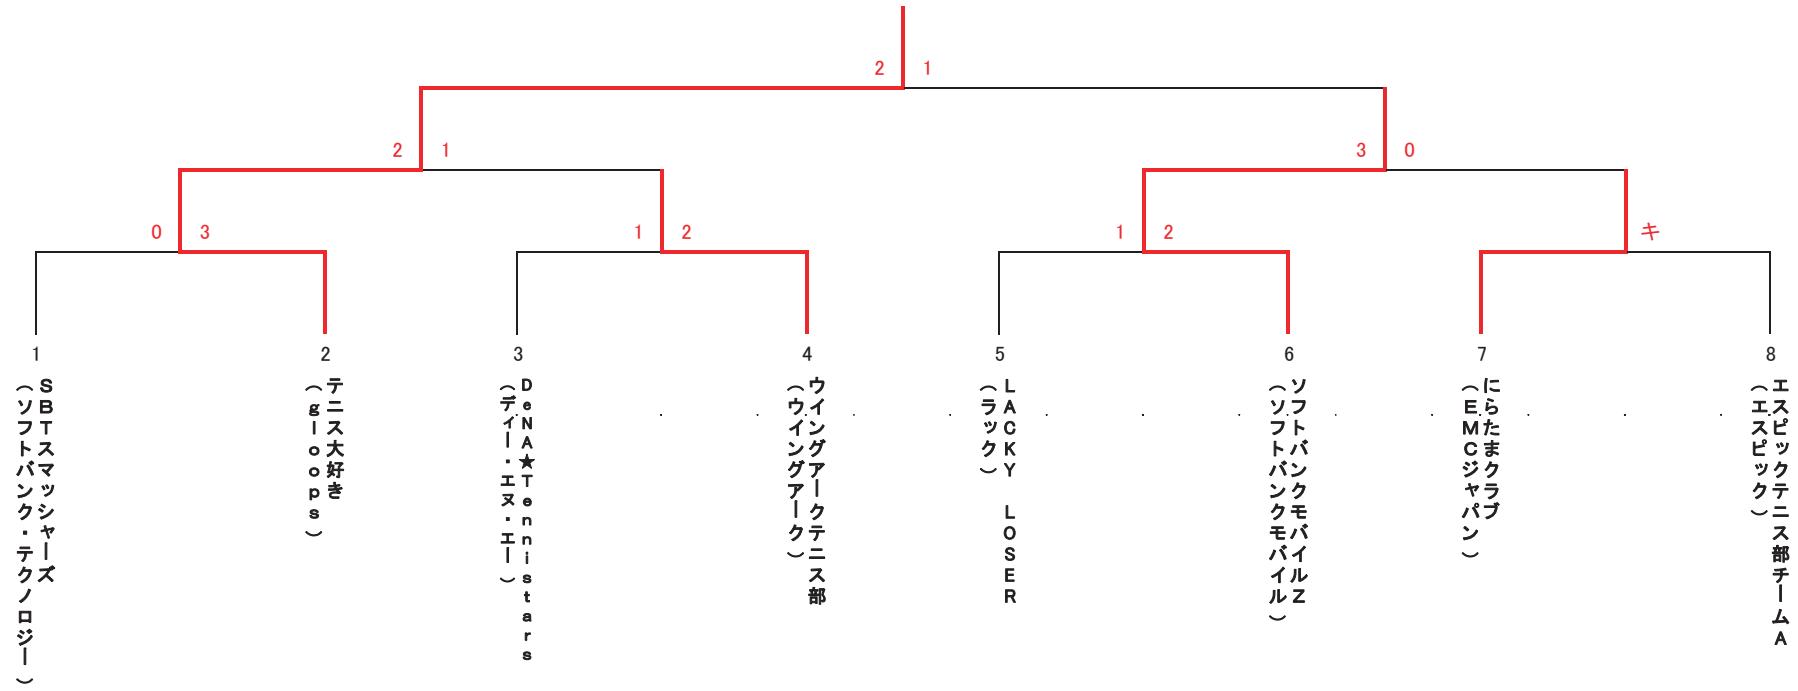 2 1
2 1
3 0
0 3
1 2
1 2
キ
1
SBTスマッシャーズ
(ソフトバンク・テクノロジー)
2
テニス大好き
(gloops)
3
DeNA★Tennistars
(ディー・エヌ・エー)
4
ウイングアークテニス部
(ウイングアーク)
5
LACKY LOSER
(ラック)
6
ソフトバンクモバイルZ
(ソフトバンクモバイル)
7
にらたまクラブ
(EMCジャパン)
8
エスピックテニス部チームA
(エスピック)